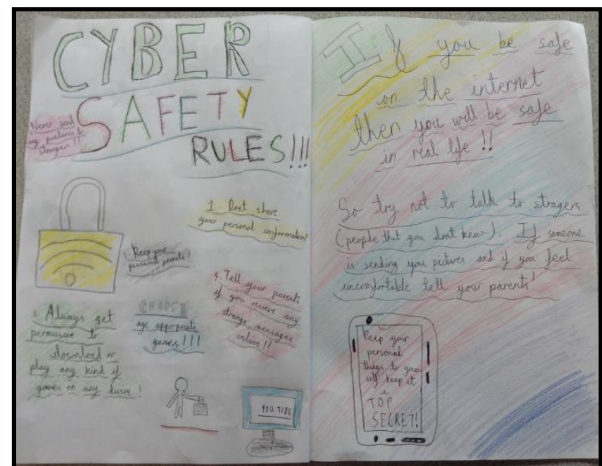 CYBER
SAFETY
RULES!!!
Never send
any pictures to
strangers!!
1. Dont share
your personal information!
Keep your
personal
4. Tell your parents
if you recieve any
strange messages
online!!
3. Always get
permission to
download or
play any kind of
games on any device!
CHOOSE
age appropriate
games!!!
YOU TUBE
If you be safe
on the internet
then you will be safe
in real life!!
So try not to talk to stragers
(people that you dont know). If someone
is sending you pictures and if you feel
uncomfortable tell your parents!
Keep your
personal
things to your
self keep it
a
TOP
SECRET!